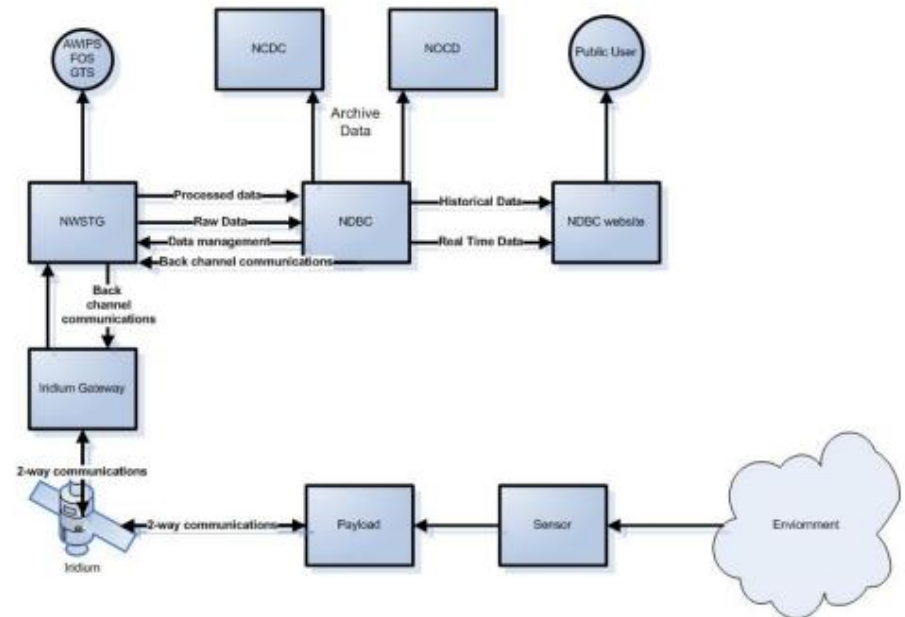 AWIPS
FOS
GTS
NCDC
NOCD
Public User
Archive
Data
NWSTG
Processed data
Raw Data
Data management
Back channel communications
NDBC
Historical Data
Real Time Data
NDBC website
Back
channel
communications
Iridium Gateway
2-way communications
Iridium
2-way communications
Payload
Sensor
Enviornment